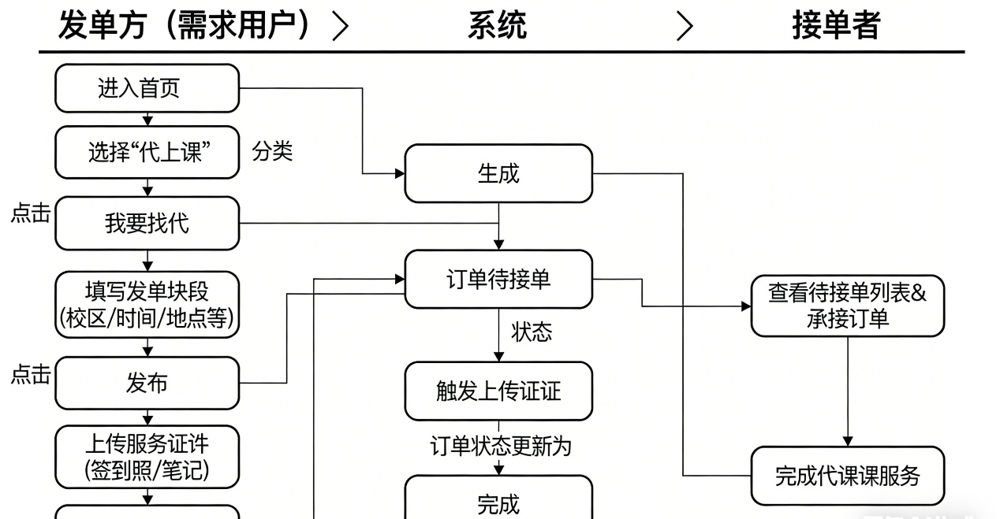 发单方（需求用户）
系统
接单者
进入首页
选择“代上课”
分类
生成
点击
我要找代
订单待接单
填写发单块段
(校区/时间/地点等)
查看待接单列表&
承接订单
状态
点击
发布
触发上传证证
上传服务证件
(签到照/笔记)
订单状态更新为
完成代课课服务
完成